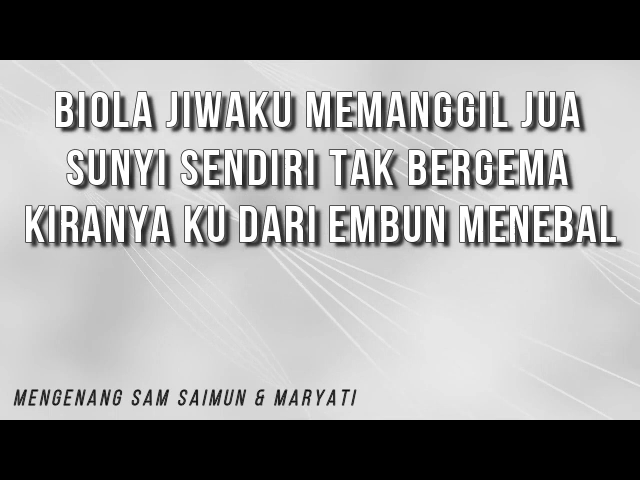 BIOLA JIWAKU MEMANGGIL JUA
SUNYI SENDIRI TAK BERGEMA
KIRANYA KU DARI EMBUN MENEBAL
MENGENANG SAM SAIMUN & MARYATI